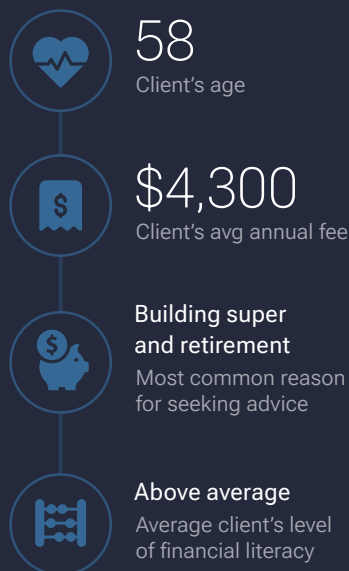 58
Client's age
$
$4,300
Client's avg annual fee
$
Building super
and retirement
Most common reason
for seeking advice
Above average
Average client's level
of financial literacy